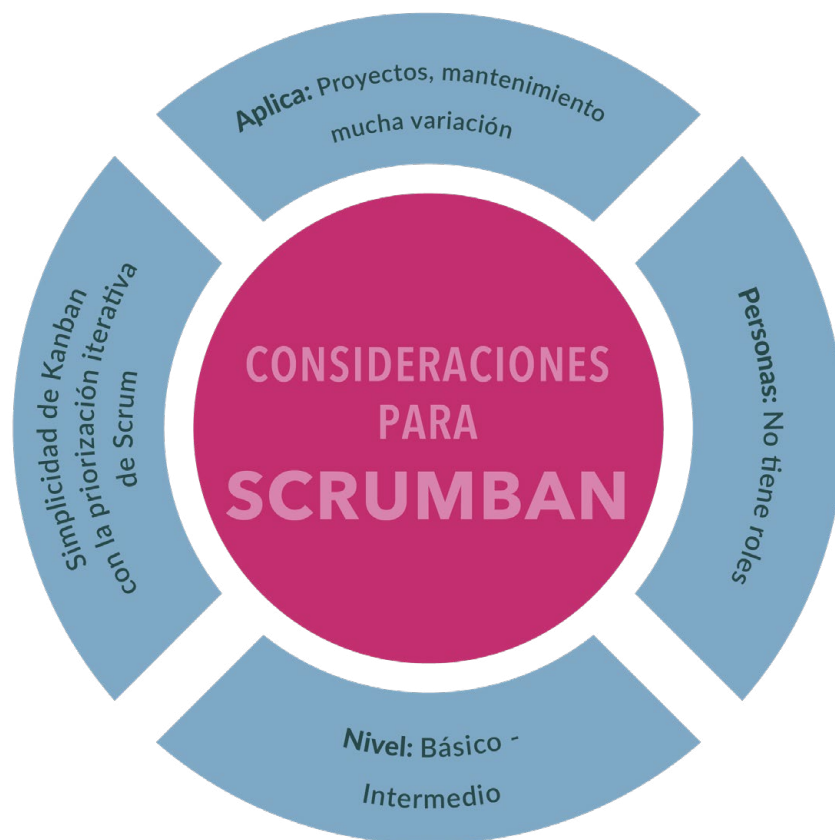 Aplica: Proyectos, mantenimiento
mucha variación
Personas: No tiene roles
Nivel: Básico -
Intermedio
Simplicidad de Kanban
con la priorización iterativa
de Scrum
CONSIDERACIONES
PARA
SCRUMBAN